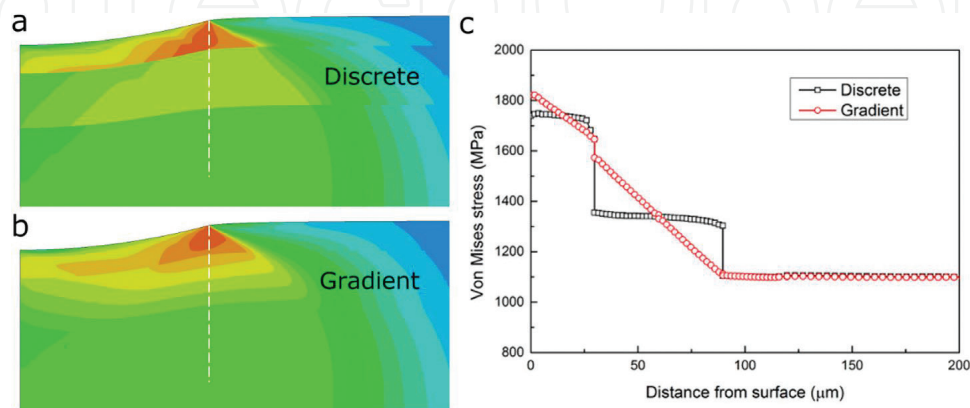 a
Discrete
b
Gradient
c
2000
1800
1600
1400
1200
1000
800
Von Mises stress (MPa)
Discrete
Gradient
0
50
100
150
200
Distance from surface (μm)